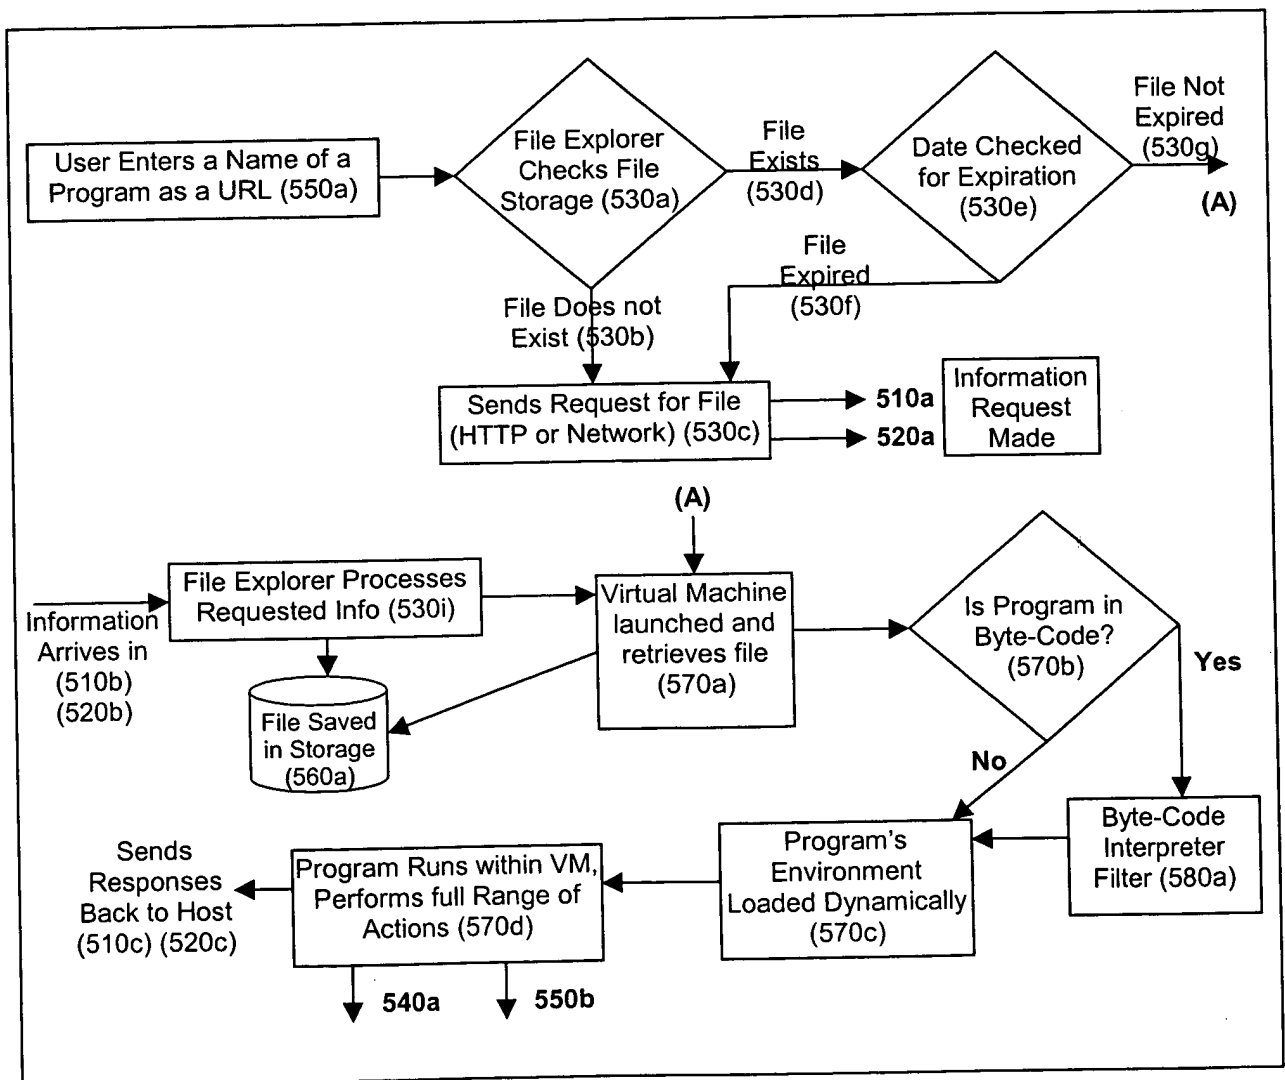 User Enters a Name of a
Program as a URL (550a)
File Explorer
Checks File
Storage (530a)
File
Exists
(530d)
Date Checked
for Expiration
(530e)
File Not
Expired
(530g)
(A)
File Does not
Exist (530b)
File
Expired
(530f)
Sends Request for File
(HTTP or Network) (530c)
510a
520a
Information
Request
Made
(A)
Information
Arrives in
(510b)
(520b)
File Explorer Processes
Requested Info (530i)
File Saved
in Storage
(560a)
Virtual Machine
launched and
retrieves file
(570a)
Is Program in
Byte-Code?
(570b)
Yes
No
Byte-Code
Interpreter
Filter (580a)
Program's
Environment
Loaded Dynamically
(570c)
Program Runs within VM,
Performs full Range of
Actions (570d)
Sends
Responses
Back to Host
(510c) (520c)
540a
550b